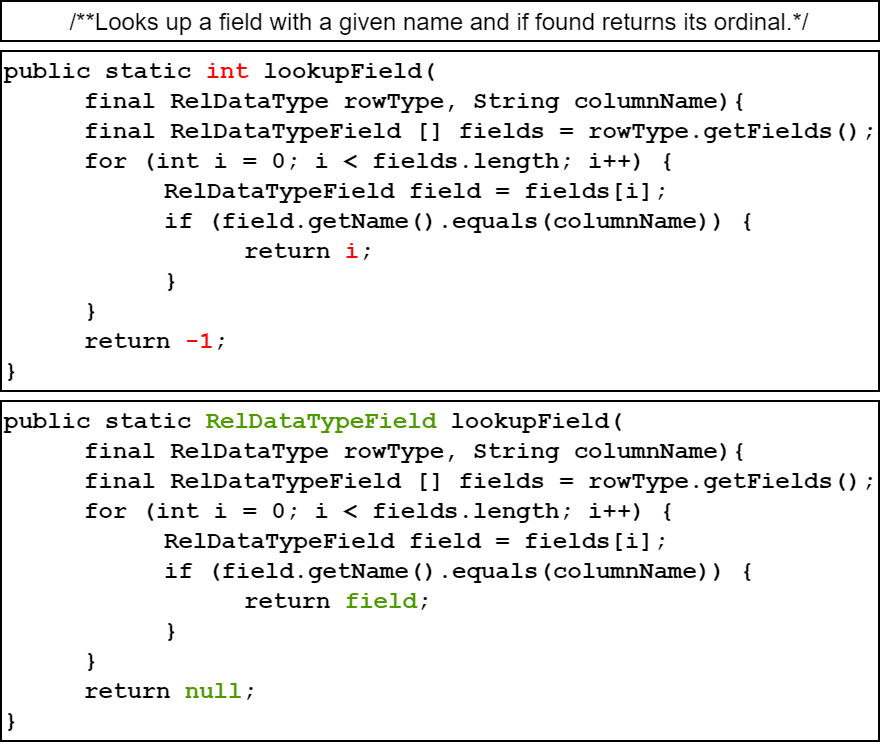 /**Looks up a field with a given name and if found returns its ordinal.*/
public static int lookupField(
final RelDataType rowType, String columnName){
final RelDataTypeField [] fields = rowType.getFields();
for (int i = 0; i < fields.length; i++) {
RelDataTypeField field = fields[i];
if (field.getName().equals(columnName)) {
return i;
}
}
return -1;
}
public static RelDataTypeField lookupField(
final RelDataType rowType, String columnName){
final RelDataTypeField [] fields = rowType.getFields();
for (int i = 0; i < fields.length; i++) {
RelDataTypeField field = fields[i];
if (field.getName().equals(columnName)) {
return field;
}
}
return null;
}